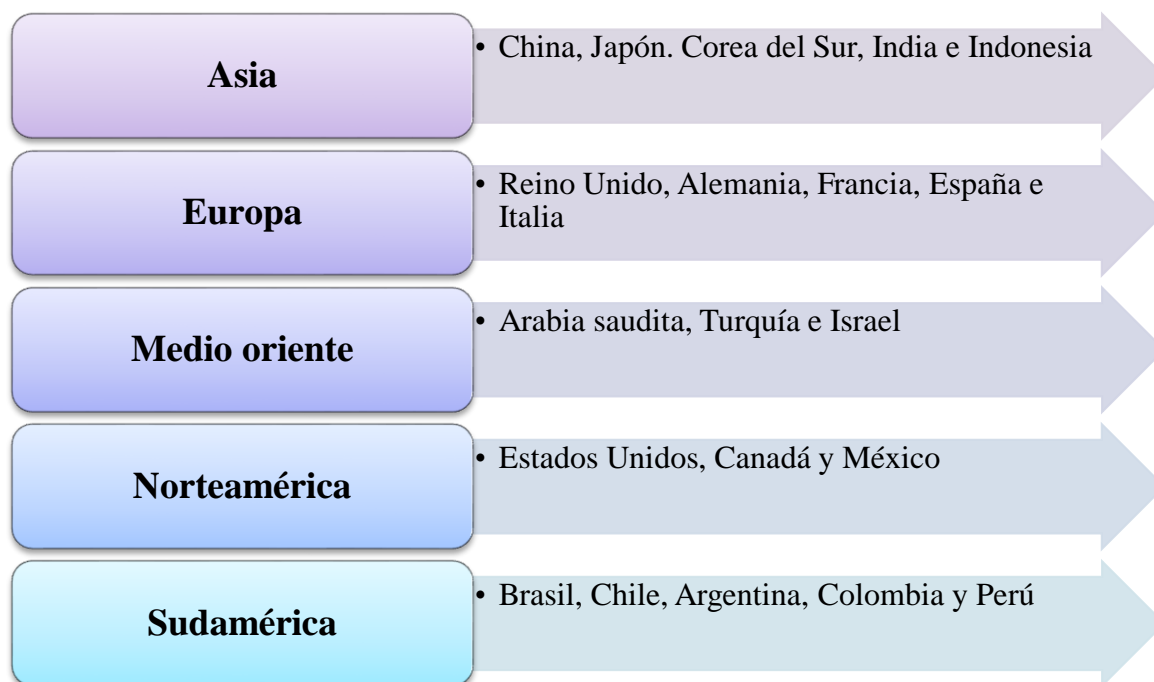 Asia
• China, Japón. Corea del Sur, India e Indonesia
Europa
• Reino Unido, Alemania, Francia, España e
Italia
Medio oriente
• Arabia saudita, Turquía e Israel
Norteamérica
• Estados Unidos, Canadá y México
Sudamérica
• Brasil, Chile, Argentina, Colombia y Perú